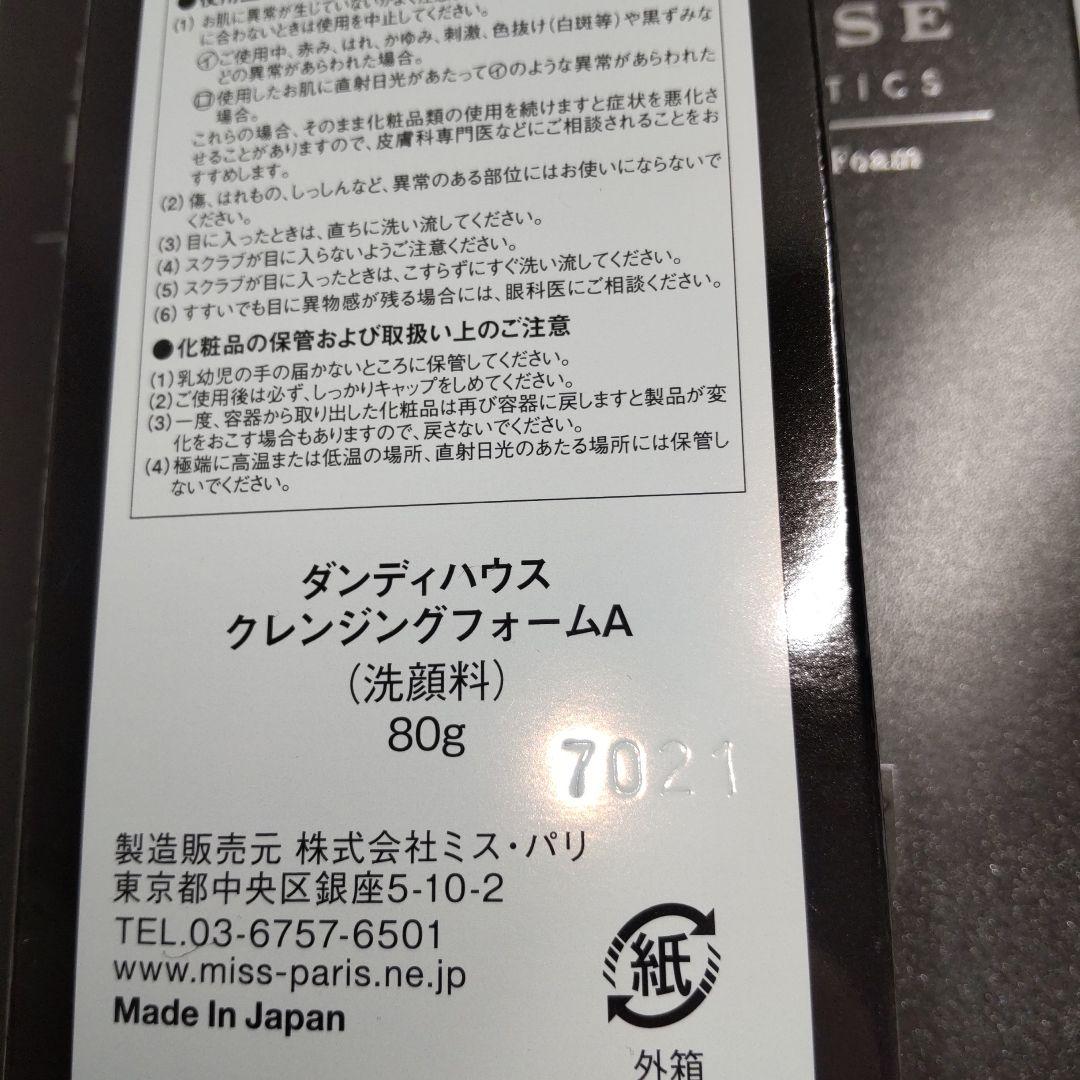 (1) お肌に異常が生じていないかよく注意
に合わないときは使用を中止してください。
㋑ご使用中、赤み、はれ、かゆみ、刺激、色抜け(白斑等)や黒ずみな
どの異常があらわれた場合。
㋺使用したお肌に直射日光があたって㋑のような異常があらわれた
場合。
これらの場合、そのまま化粧品類の使用を続けますと症状を悪化さ
せることがありますので、皮膚科専門医などにご相談されることをお
すすめします。
(2) 傷、はれもの、しっしんなど、異常のある部位にはお使いにならないで
ください。
(3) 目に入ったときは、直ちに洗い流してください。
(4) スクラブが目に入らないようご注意ください。
(5) スクラブが目に入ったときは、こすらずにすぐ洗い流してください。
(6) すすいでも目に異物感が残る場合には、眼科医にご相談ください。
●化粧品の保管および取扱い上のご注意
(1)乳幼児の手の届かないところに保管してください。
(2)ご使用後は必ず、しっかりキャップをしめてください。
(3)一度、容器から取り出した化粧品は再び容器に戻しますと製品が変
化をおこす場合もありますので、戻さないでください。
(4)極端に高温または低温の場所、直射日光のあたる場所には保管し
ないでください。
ダンディハウス
クレンジングフォームA
(洗顔料)
80g
7021
製造販売元 株式会社ミス・パリ
東京都中央区銀座5-10-2
TEL.03-6757-6501
www.miss-paris.ne.jp
Made In Japan
紙
外箱
SE
TICS
Foam